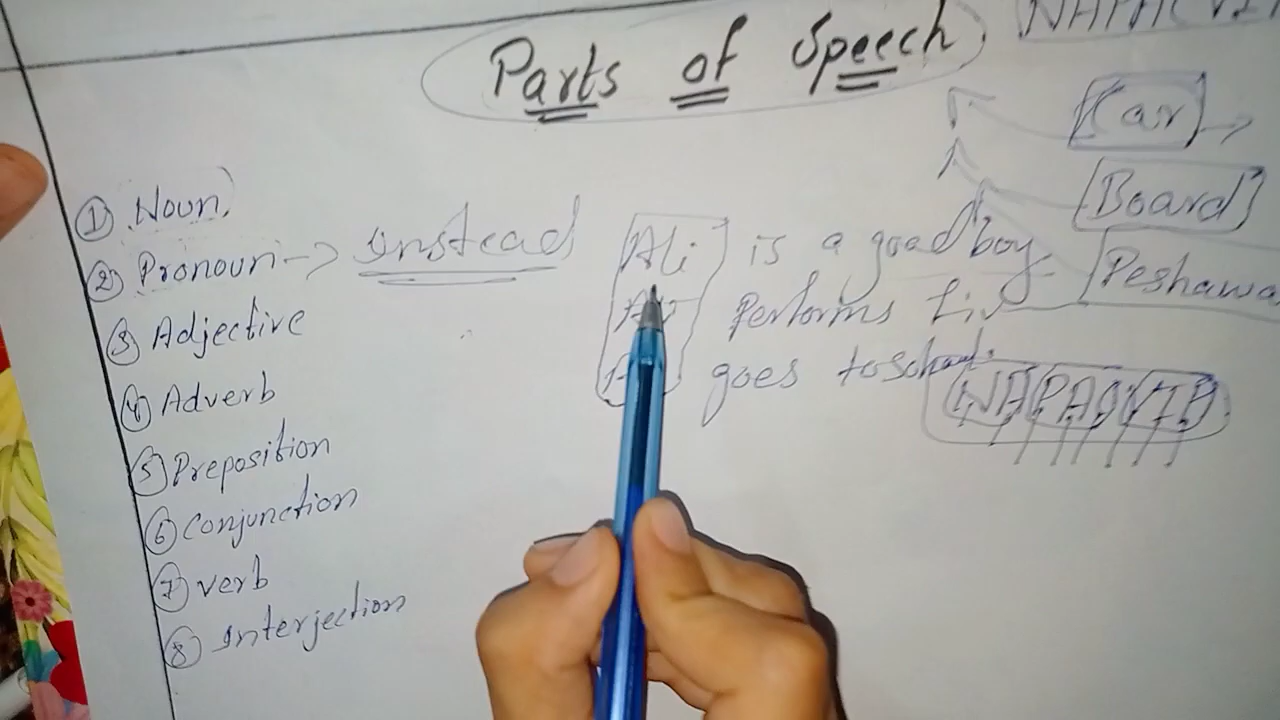 Parts of Speech
Car
Board
① Noun
② Pronoun -> instead
Ali is a good boy
Peshawa
③ Adjective
Performs
④ Adverb
goes to school.
⑤ Preposition
⑥ Conjunction
⑦ verb
⑧ Interjection